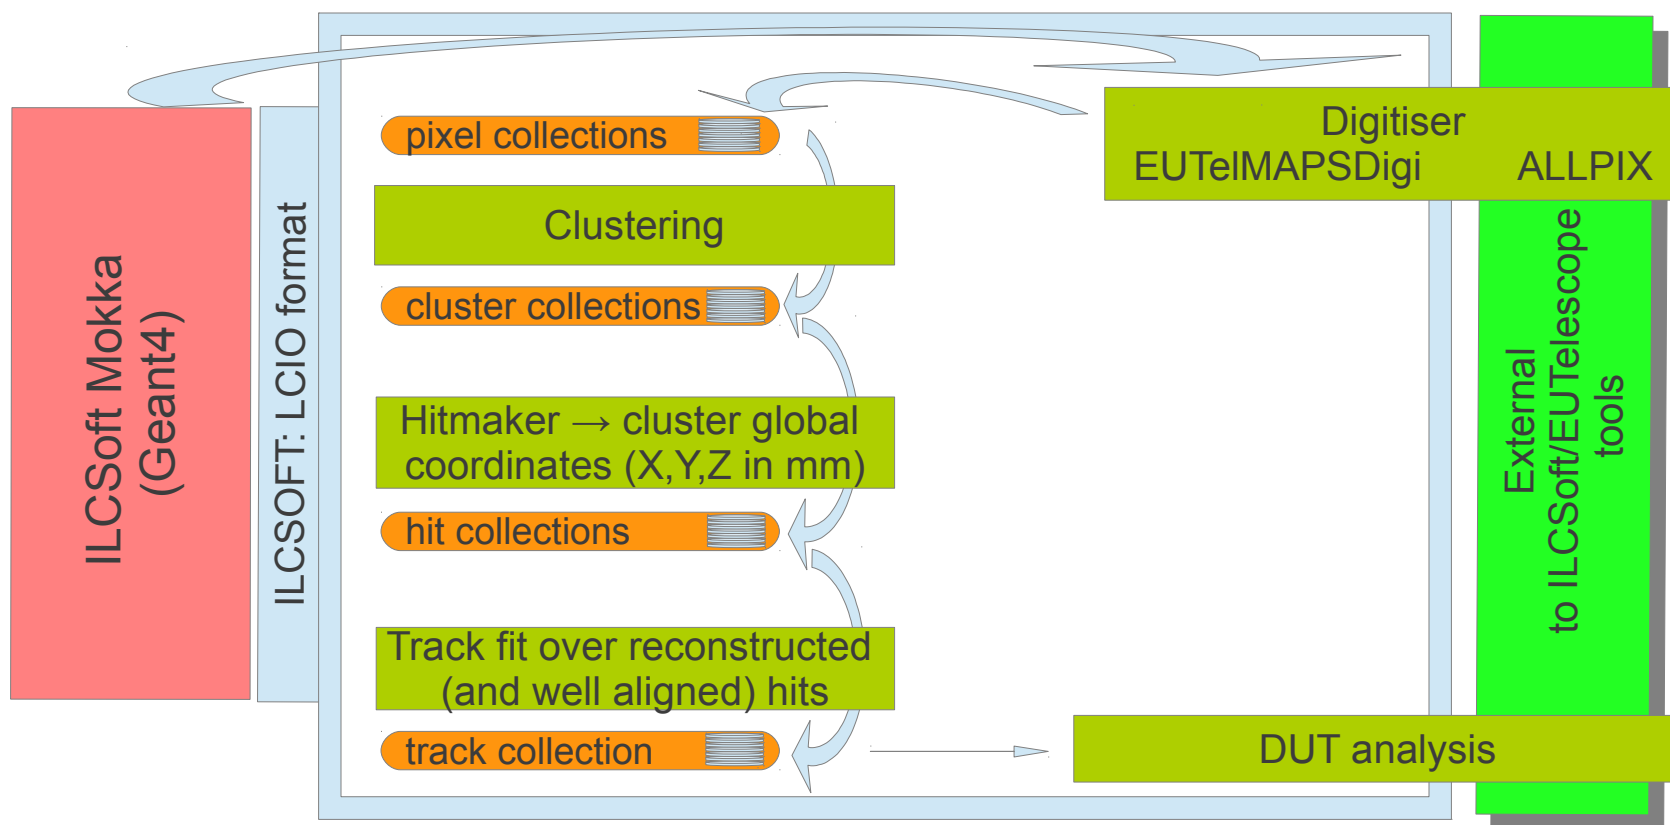 ILCSoft Mokka
(Geant4)
ILCSOFT: LCIO format
pixel collections
Clustering
cluster collections
Hitmaker → cluster global
coordinates (X,Y,Z in mm)
hit collections
Track fit over reconstructed
(and well aligned) hits
track collection
Digitiser
EUTelMAPSDigi ALLPIX
External
to ILCSoft/EUTelescope
tools
DUT analysis